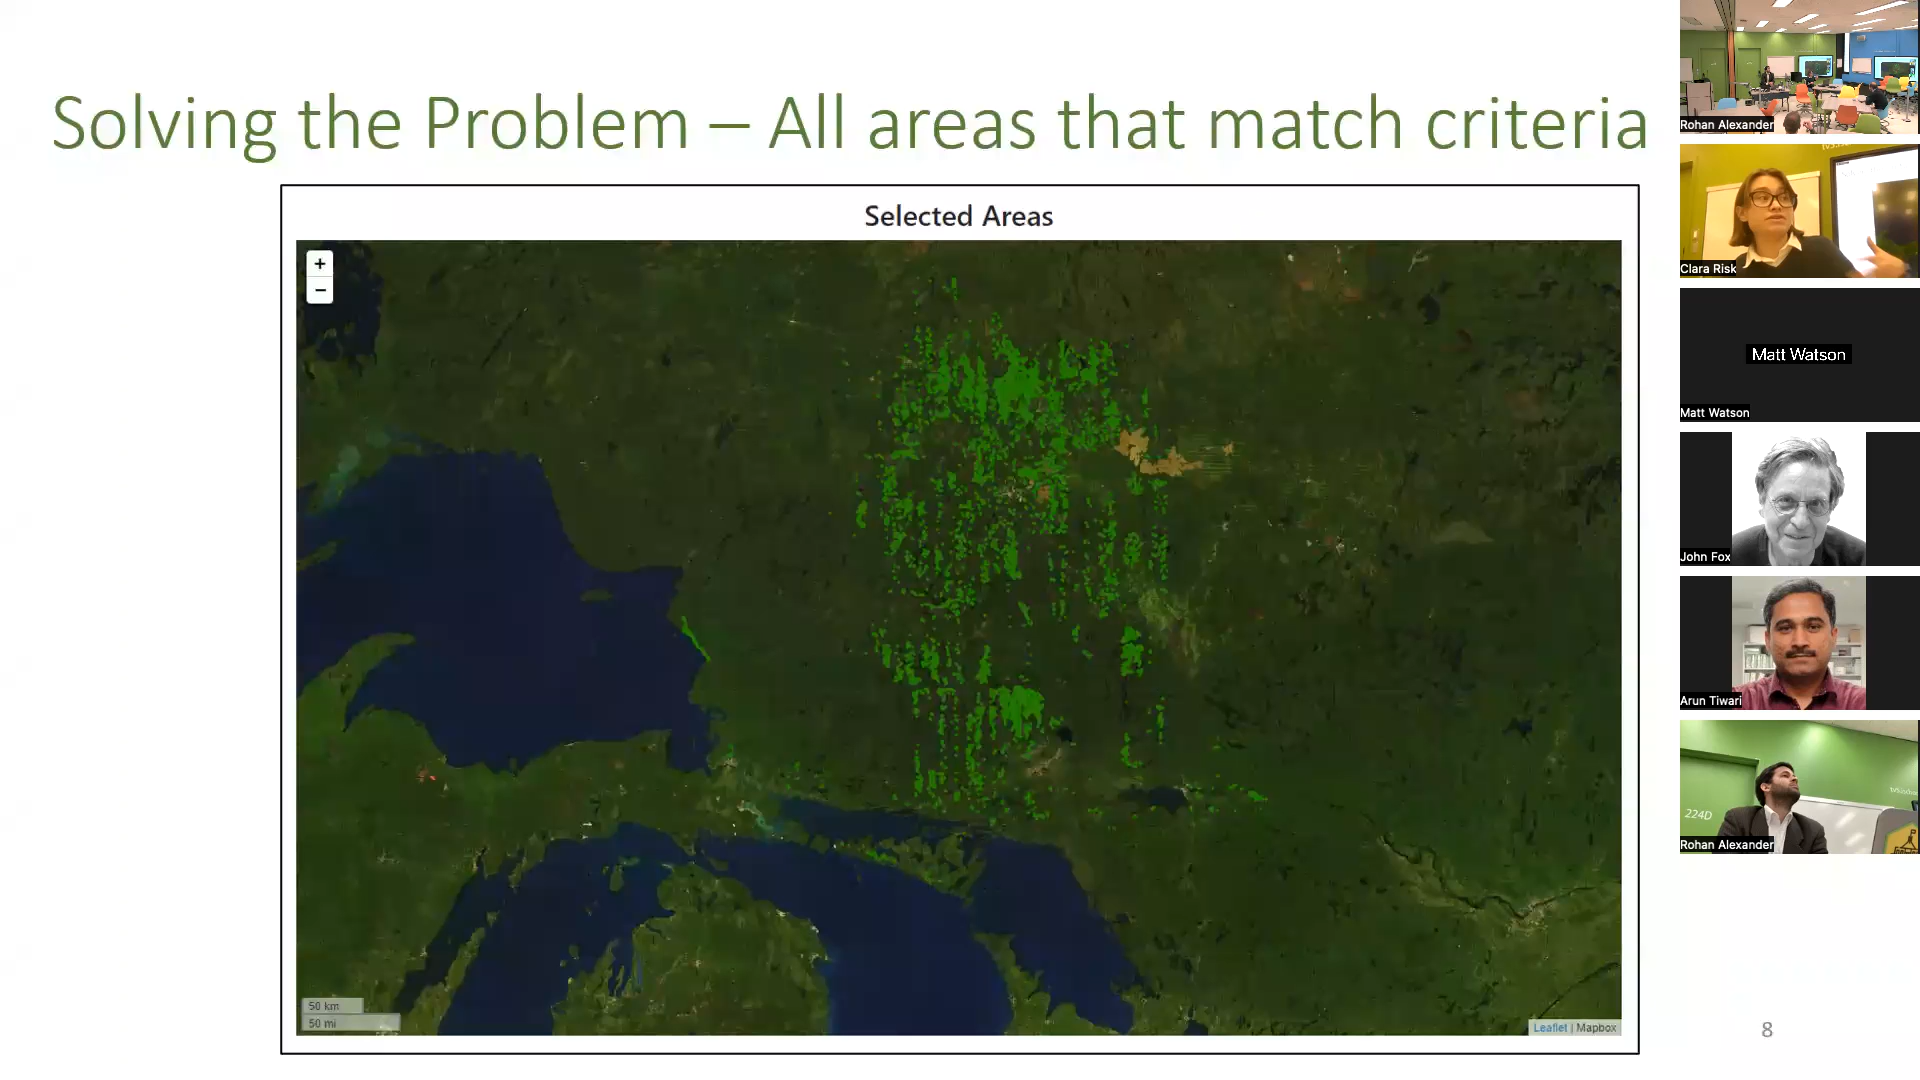 Solving the Problem – All areas that match criteria
Selected Areas
+
−
50 km
50 mi
Leaflet | Mapbox
8
Rohan Alexander
Clara Risk
Matt Watson
Matt Watson
John Fox
Arun Tiwari
224D
Rohan Alexander